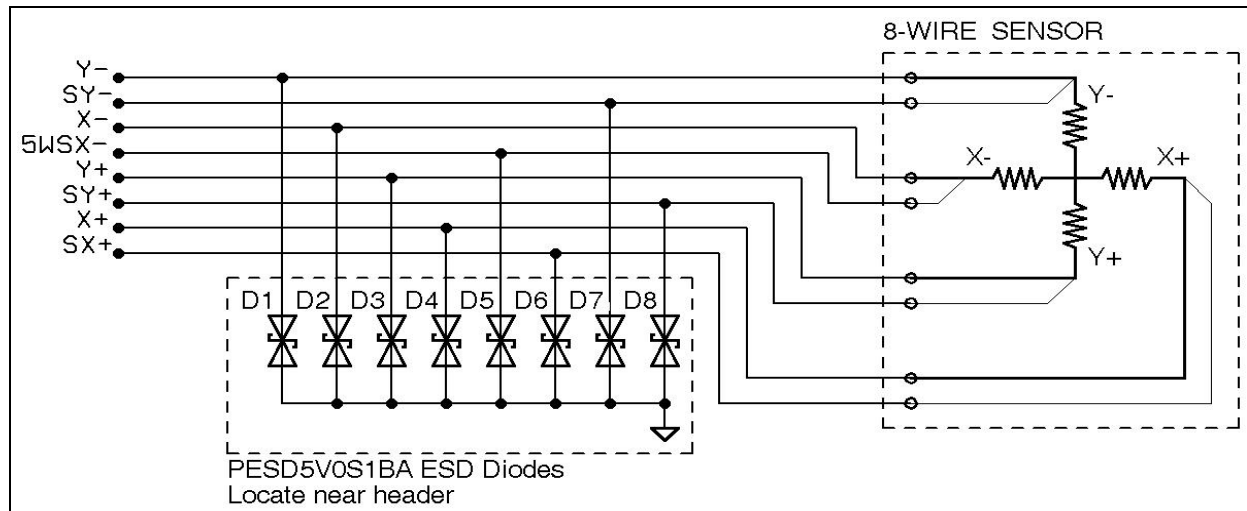 8-WIRE SENSOR
Y-
SY-
X-
5WSX-
Y+
SY+
X+
SX+
Y-
X-
X+
Y+
D1 D2 D3 D4 D5 D6 D7 D8
PESD5V0S1BA ESD Diodes
Locate near header